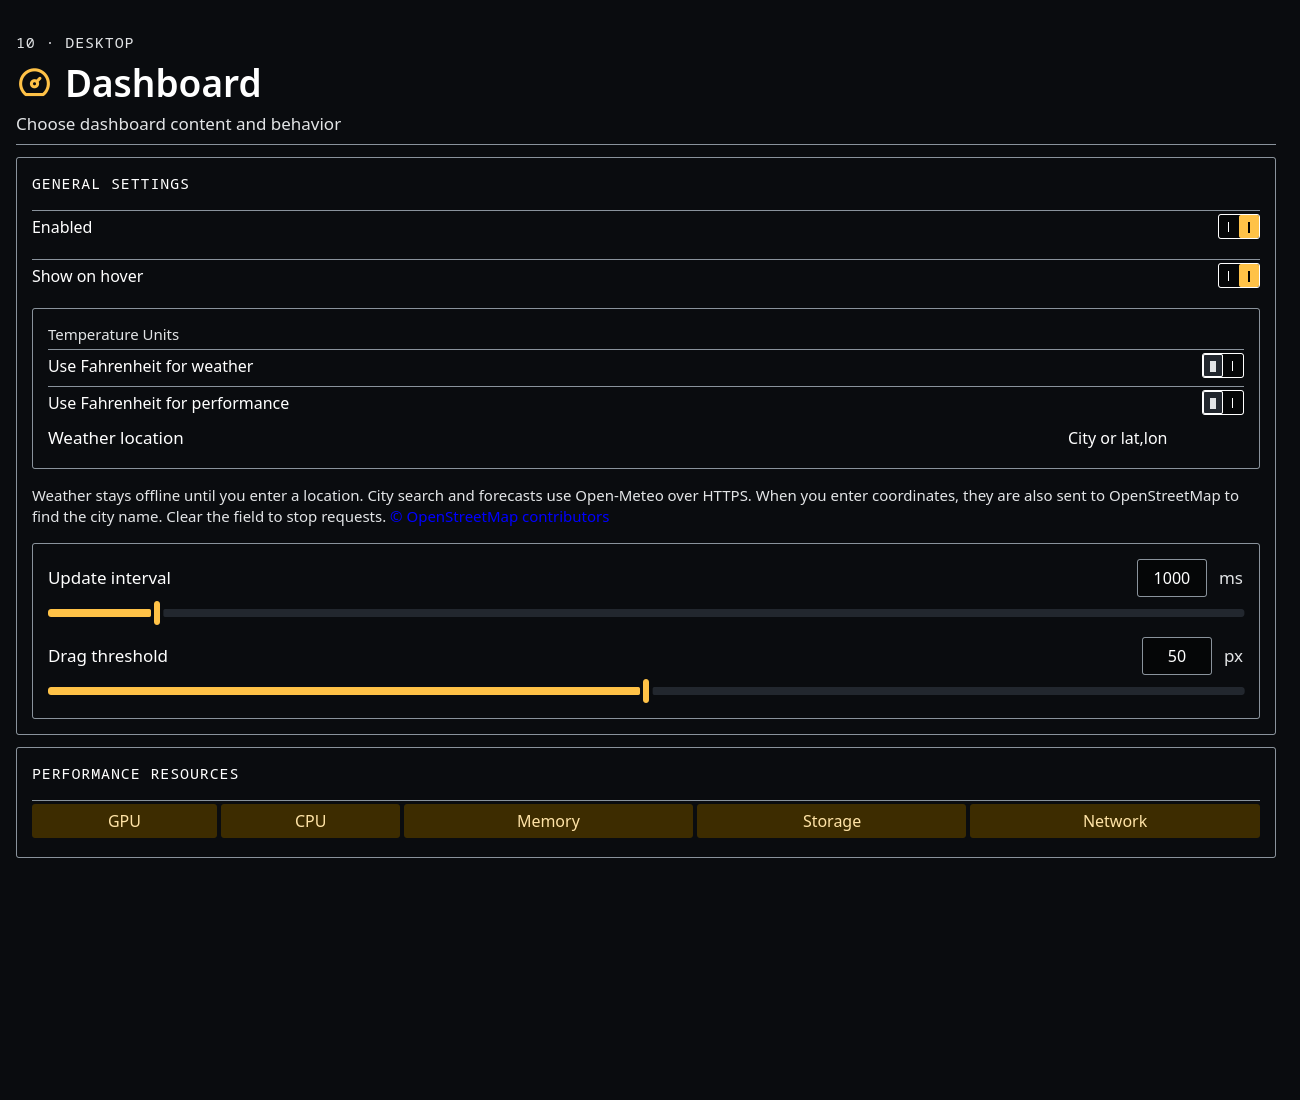 10 · DESKTOP
Dashboard
Choose dashboard content and behavior
GENERAL SETTINGS
Enabled
Show on hover
Temperature Units
Use Fahrenheit for weather
Use Fahrenheit for performance
Weather location City or lat,lon
Weather stays offline until you enter a location. City search and forecasts use Open-Meteo over HTTPS. When you enter coordinates, they are also sent to OpenStreetMap to
find the city name. Clear the field to stop requests. © OpenStreetMap contributors
Update interval 1000 ms
Drag threshold 50 px
PERFORMANCE RESOURCES
GPU CPU Memory Storage Network